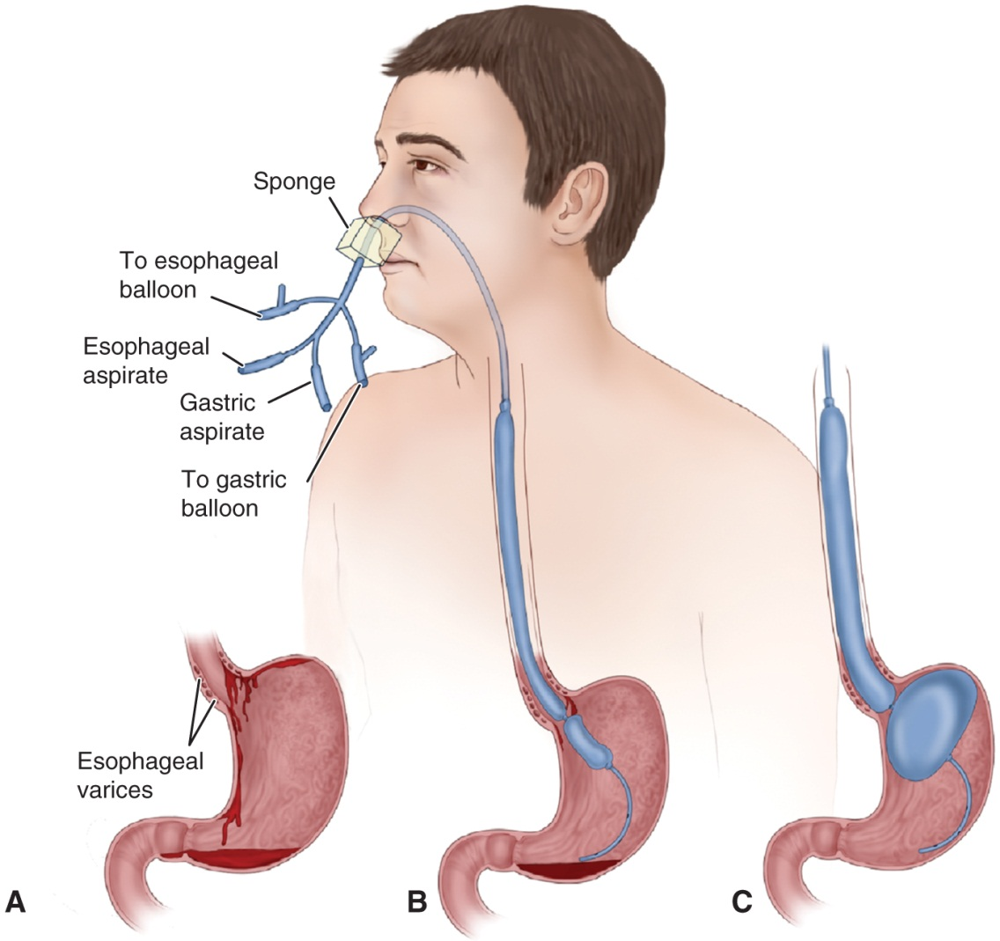 Sponge
To esophageal
balloon
Esophageal
aspirate
Gastric
aspirate
To gastric
balloon
Esophageal
varices
A
B
C